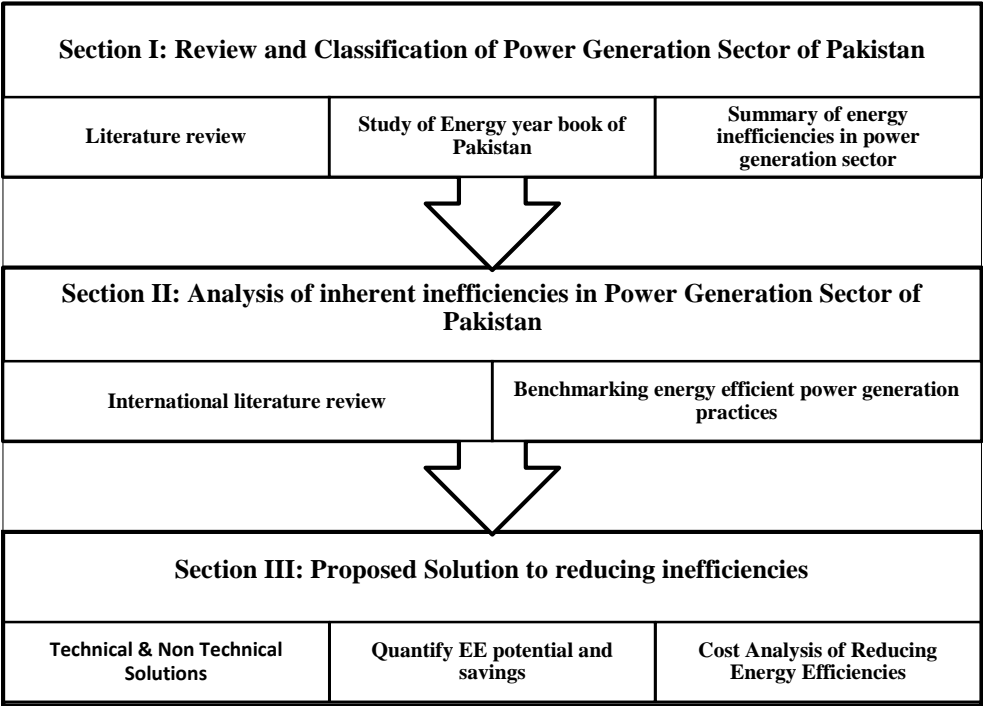 Section I: Review and Classification of Power Generation Sector of Pakistan
Literature review
Study of Energy year book of
Pakistan
Summary of energy
inefficiencies in power
generation sector
Section II: Analysis of inherent inefficiencies in Power Generation Sector of
Pakistan
International literature review
Benchmarking energy efficient power generation
practices
Section III: Proposed Solution to reducing inefficiencies
Technical & Non Technical
Solutions
Quantify EE potential and
savings
Cost Analysis of Reducing
Energy Efficiencies